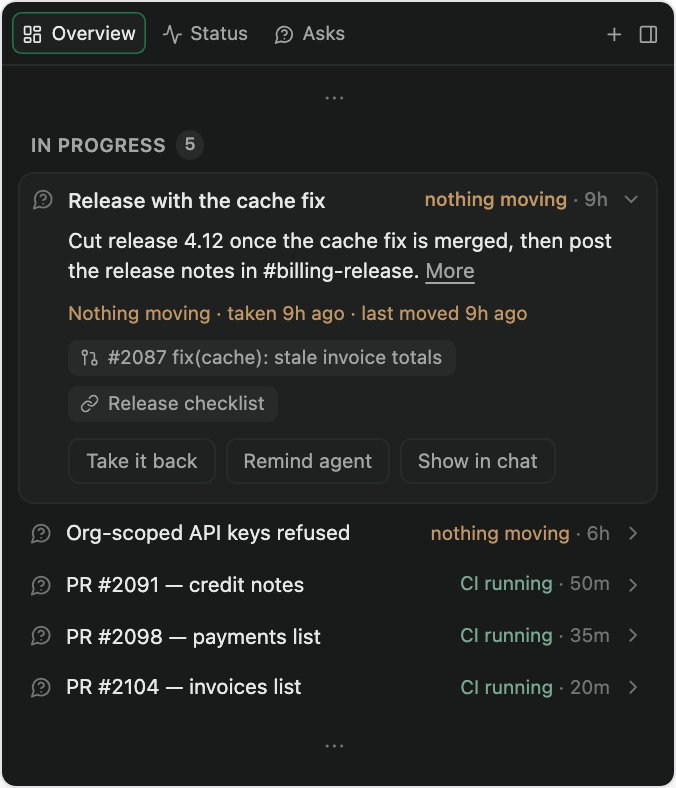 Overview Status Asks
...
IN PROGRESS 5
Release with the cache fix nothing moving · 9h
Cut release 4.12 once the cache fix is merged, then post
the release notes in #billing-release. More
Nothing moving · taken 9h ago · last moved 9h ago
#2087 fix(cache): stale invoice totals
Release checklist
Take it back Remind agent Show in chat
Org-scoped API keys refused nothing moving · 6h
PR #2091 — credit notes CI running · 50m
PR #2098 — payments list CI running · 35m
PR #2104 — invoices list CI running · 20m
...